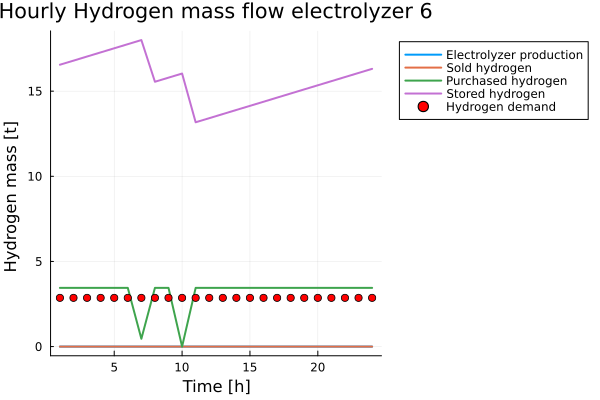 Hourly Hydrogen mass flow electrolyzer 6
Electrolyzer production
Sold hydrogen
Purchased hydrogen
Stored hydrogen
Hydrogen demand
Hydrogen mass [t]
15
10
5
0
5
10
15
20
Time [h]